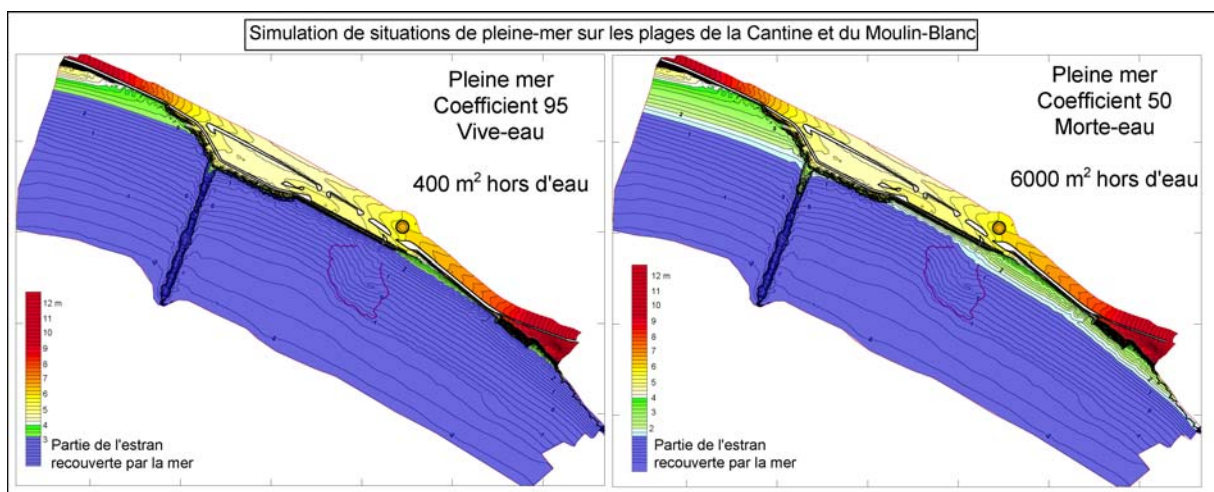 Simulation de situations de pleine-mer sur les plages de la Cantine et du Moulin-Blanc
Pleine mer
Coefficient 95
Vive-eau
400 m² hors d'eau
12 m
11
10
9
8
7
6
5
4
3
Partie de l'estran
recouverte par la mer
Pleine mer
Coefficient 50
Morte-eau
6000 m² hors d'eau
12 m
11
10
9
8
7
6
5
4
3
2
Partie de l'estran
recouverte par la mer